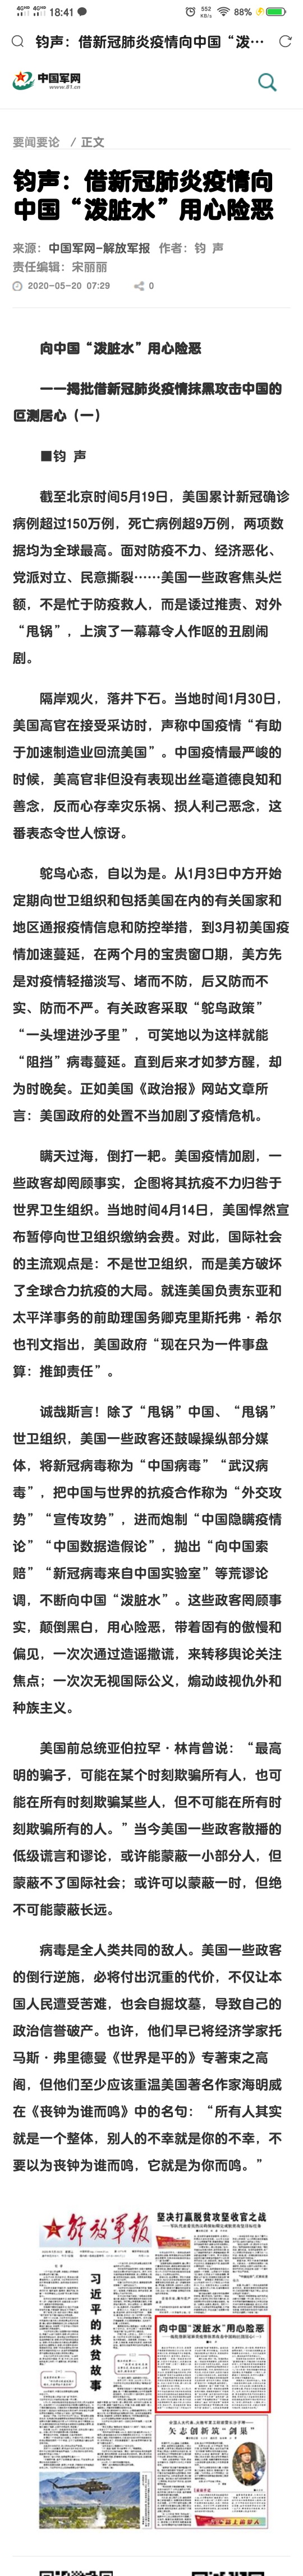 18:41
552
KB/s
88%
钧声：借新冠肺炎疫情向中国“泼…
中国军网
www.81.cn
要闻要论 / 正文
钧声：借新冠肺炎疫情向
中国“泼脏水”用心险恶
来源：中国军网-解放军报 作者：钧 声
责任编辑：宋丽丽
2020-05-20 07:29 0
向中国“泼脏水”用心险恶
——揭批借新冠肺炎疫情抹黑攻击中国的
叵测居心（一）
■钧 声
截至北京时间5月19日，美国累计新冠确诊
病例超过150万例，死亡病例超9万例，两项数
据均为全球最高。面对防疫不力、经济恶化、
党派对立、民意撕裂……美国一些政客焦头烂
额，不是忙于防疫救人，而是诿过推责、对外
“甩锅”，上演了一幕幕令人作呕的丑剧闹
剧。
隔岸观火，落井下石。当地时间1月30日，
美国高官在接受采访时，声称中国疫情“有助
于加速制造业回流美国”。中国疫情最严峻的
时候，美高官非但没有表现出丝毫道德良知和
善念，反而心存幸灾乐祸、损人利己恶念，这
番表态令世人惊讶。
鸵鸟心态，自以为是。从1月3日中方开始
定期向世卫组织和包括美国在内的有关国家和
地区通报疫情信息和防控举措，到3月初美国疫
情加速蔓延，在两个月的宝贵窗口期，美方先
是对疫情轻描淡写、堵而不防，后又防而不
实、防而不严。有关政客采取“鸵鸟政策”
“一头埋进沙子里”，可笑地以为这样就能
“阻挡”病毒蔓延。直到后来才如梦方醒，却
为时晚矣。正如美国《政治报》网站文章所
言：美国政府的处置不当加剧了疫情危机。
瞒天过海，倒打一耙。美国疫情加剧，一
些政客却罔顾事实，企图将其抗疫不力归咎于
世界卫生组织。当地时间4月14日，美国悍然宣
布暂停向世卫组织缴纳会费。对此，国际社会
的主流观点是：不是世卫组织，而是美方破坏
了全球合力抗疫的大局。就连美国负责东亚和
太平洋事务的前助理国务卿克里斯托弗·希尔
也刊文指出，美国政府“现在只为一件事盘
算：推卸责任”。
诚哉斯言！除了“甩锅”中国、“甩锅”
世卫组织，美国一些政客还鼓噪操纵部分媒
体，将新冠病毒称为“中国病毒”“武汉病
毒”，把中国与世界的抗疫合作称为“外交攻
势”“宣传攻势”，进而炮制“中国隐瞒疫情
论”“中国数据造假论”，抛出“向中国索
赔”“新冠病毒来自中国实验室”等荒谬论
调，不断向中国“泼脏水”。这些政客罔顾事
实，颠倒黑白，用心险恶，带着固有的傲慢和
偏见，一次次通过造谣撒谎，来转移舆论关注
焦点；一次次无视国际公义，煽动歧视仇外和
种族主义。
美国前总统亚伯拉罕·林肯曾说：“最高
明的骗子，可能在某个时刻欺骗所有人，也可
能在所有时刻欺骗某些人，但不可能在所有时
刻欺骗所有的人。”当今美国一些政客散播的
低级谎言和谬论，或许能蒙蔽一小部分人，但
蒙蔽不了国际社会；或许可以蒙蔽一时，但绝
不可能蒙蔽长远。
病毒是全人类共同的敌人。美国一些政客
的倒行逆施，必将付出沉重的代价，不仅让本
国人民遭受苦难，也会自掘坟墓，导致自己的
政治信誉破产。也许，他们早已将经济学家托
马斯·弗里德曼《世界是平的》专著束之高
阁，但他们至少应该重温美国著名作家海明威
在《丧钟为谁而鸣》中的名句：“所有人其实
就是一个整体，别人的不幸就是你的不幸，不
要以为丧钟为谁而鸣，它就是为你而鸣。”
解放军报
坚决打赢脱贫攻坚收官之战
习近平的扶贫故事
向中国“泼脏水”用心险恶
矢志创新筑“剑巢”